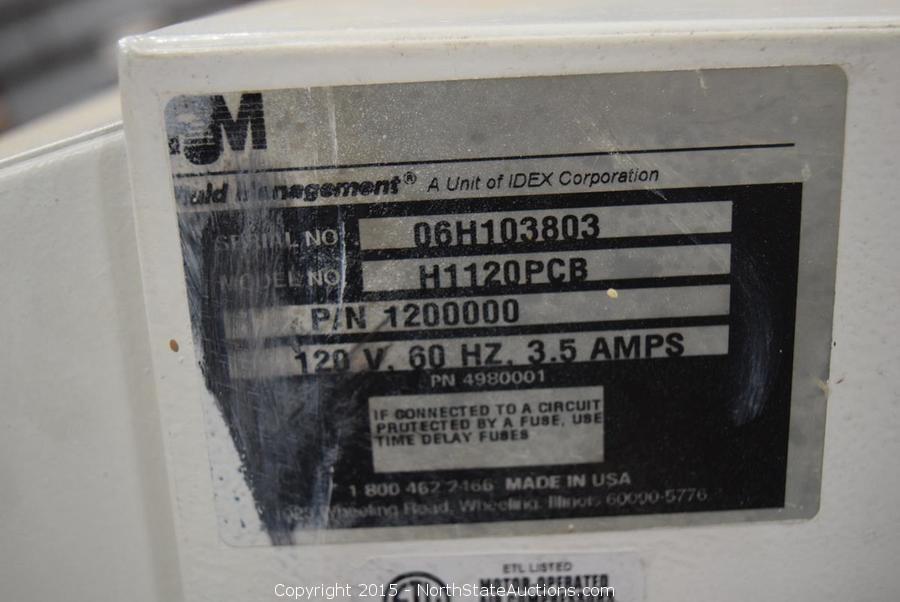 M
Management® A Unit of IDEX Corporation
SERIAL NO. 06H103803
MODEL NO. H1120PCB
P/N 1200000
120 V, 60 HZ, 3.5 AMPS
PN 4980001
IF CONNECTED TO A CIRCUIT
PROTECTED BY A FUSE, USE
TIME DELAY FUSES
1 800 462 2466 MADE IN USA
Wheeling Road, Wheeling, Illinois 60090-5776
ETL LISTED
MOTOR-OPERATED
Copyright 2015 - NorthStateAuctions.com